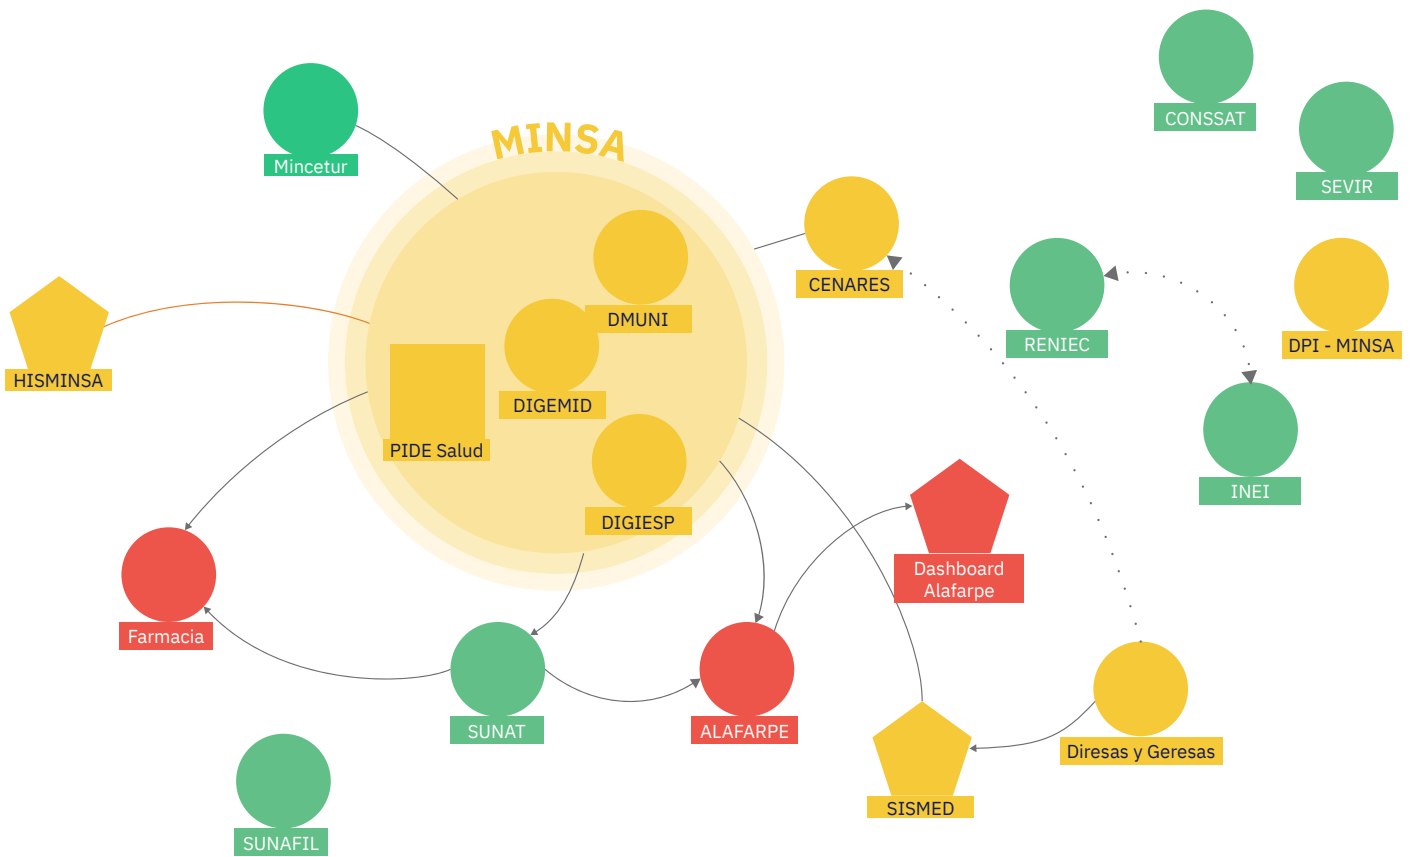 CONSSAT
Mincetur
MINSA
SEVIR
CENARES
DMUNI
RENIEC
DPI - MINSA
HISMINSA
DIGEMID
PIDE Salud
INEI
DIGIESP
Dashboard
Alafarpe
Farmacia
SUNAT
ALAFARPE
Diresas y Geresas
SISMED
SUNAFIL